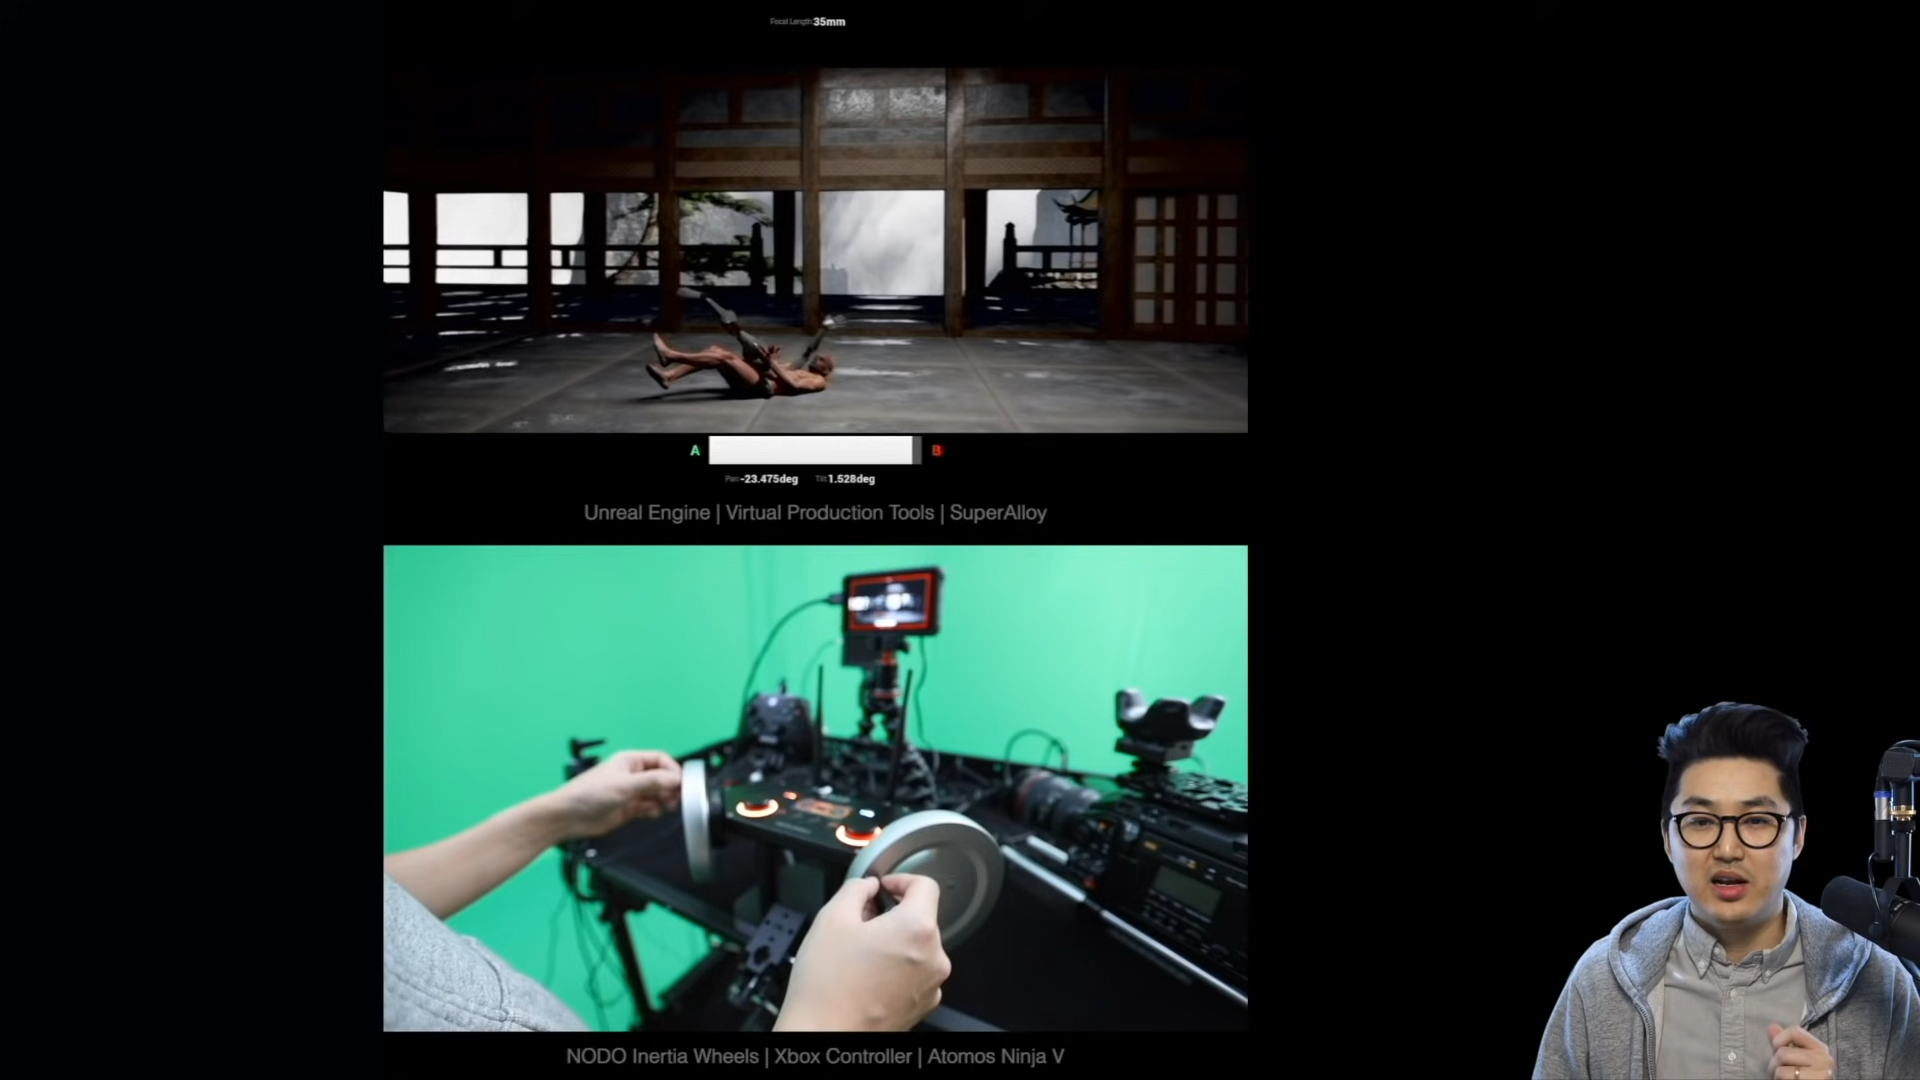 Focal Length 35mm
A B
Pan -23.475deg Tilt 1.528deg
Unreal Engine | Virtual Production Tools | SuperAlloy
NODO Inertia Wheels | Xbox Controller | Atomos Ninja V